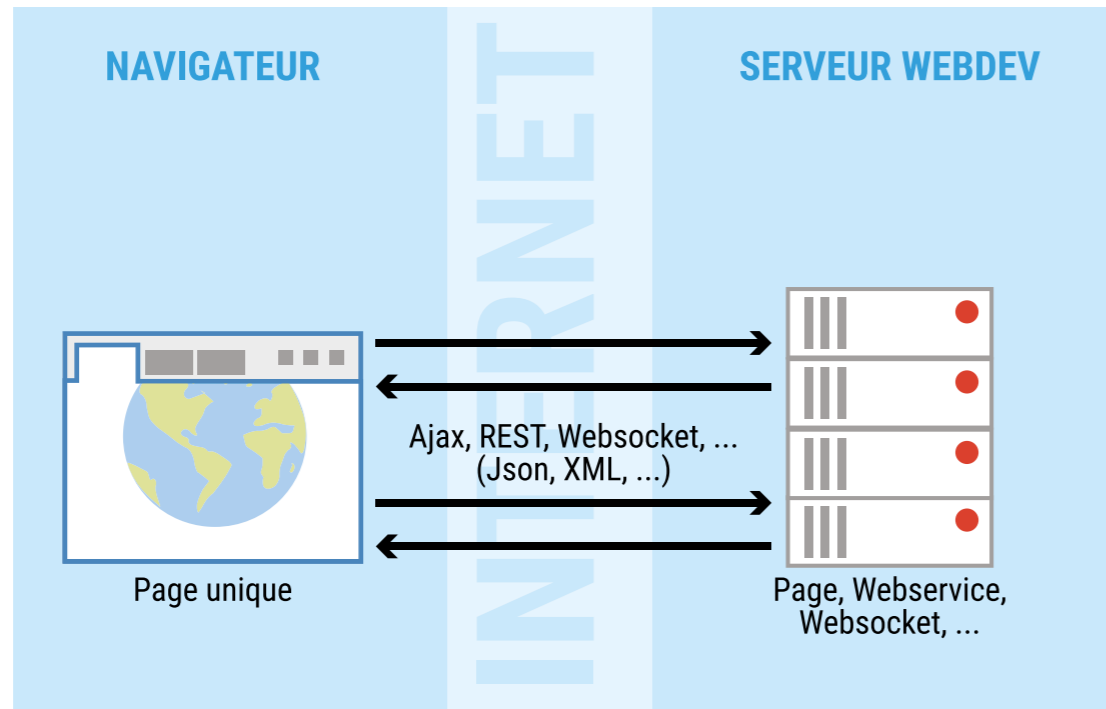 NAVIGATEUR
INTERNET
SERVEUR WEBDEV
Ajax, REST, Websocket, ...
(Json, XML, ...)
Page unique
Page, Webservice,
Websocket, ...